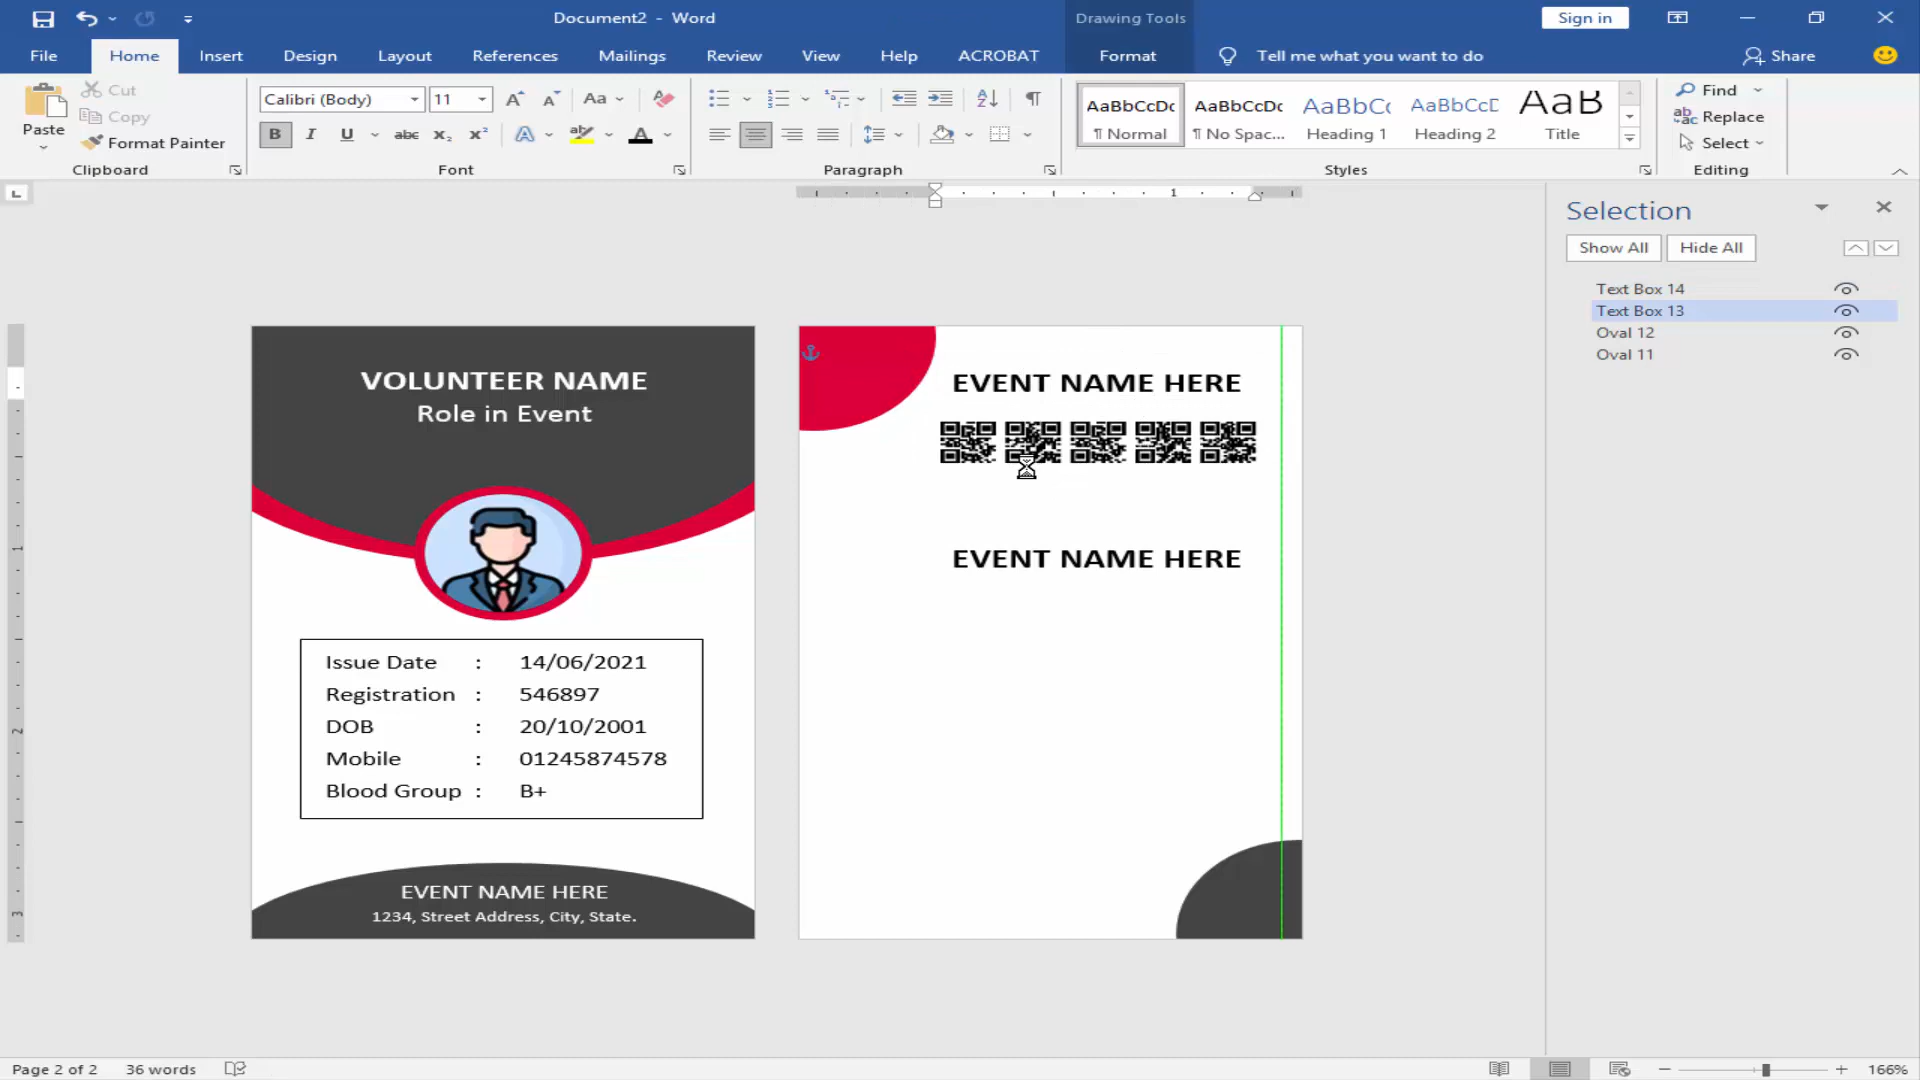 Document2 - Word
Drawing Tools
Sign in
File
Home
Insert
Design
Layout
References
Mailings
Review
View
Help
ACROBAT
Format
Tell me what you want to do
Share
Paste
Cut
Copy
Format Painter
Clipboard
Calibri (Body)
11
Font
Paragraph
AaBbCcDc
¶ Normal
AaBbCcDc
¶ No Spac...
AaBbCc
Heading 1
AaBbCcD
Heading 2
AaB
Title
Styles
Find
Replace
Select
Editing
Selection
Show All
Hide All
Text Box 14
Text Box 13
Oval 12
Oval 11
VOLUNTEER NAME
Role in Event
Issue Date : 14/06/2021
Registration : 546897
DOB : 20/10/2001
Mobile : 01245874578
Blood Group : B+
EVENT NAME HERE
1234, Street Address, City, State.
EVENT NAME HERE
EVENT NAME HERE
Page 2 of 2
36 words
166%